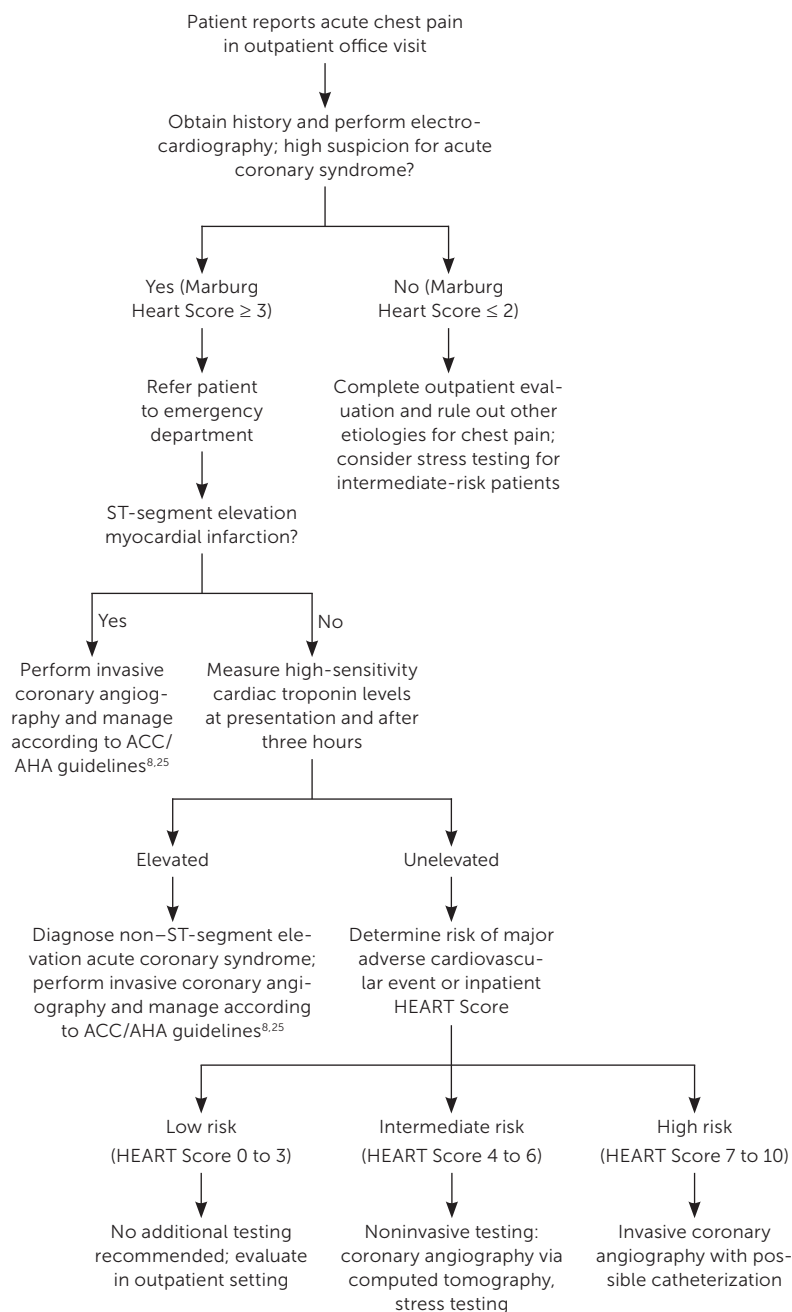 Patient reports acute chest pain
in outpatient office visit
Obtain history and perform electro-
cardiography; high suspicion for acute
coronary syndrome?
Yes (Marburg
Heart Score ≥ 3)
No (Marburg
Heart Score ≤ 2)
Refer patient
to emergency
department
Complete outpatient eval-
uation and rule out other
etiologies for chest pain;
consider stress testing for
intermediate-risk patients
ST-segment elevation
myocardial infarction?
Yes
No
Perform invasive
coronary angiog-
raphy and manage
according to ACC/
AHA guidelines8,25
Measure high-sensitivity
cardiac troponin levels
at presentation and after
three hours
Elevated
Unelevated
Diagnose non–ST-segment ele-
vation acute coronary syndrome;
perform invasive coronary angi-
ography and manage according
to ACC/AHA guidelines8,25
Determine risk of major
adverse cardiovascu-
lar event or inpatient
HEART Score
Low risk
(HEART Score 0 to 3)
Intermediate risk
(HEART Score 4 to 6)
High risk
(HEART Score 7 to 10)
No additional testing
recommended; evaluate
in outpatient setting
Noninvasive testing:
coronary angiography via
computed tomography,
stress testing
Invasive coronary
angiography with pos-
sible catheterization